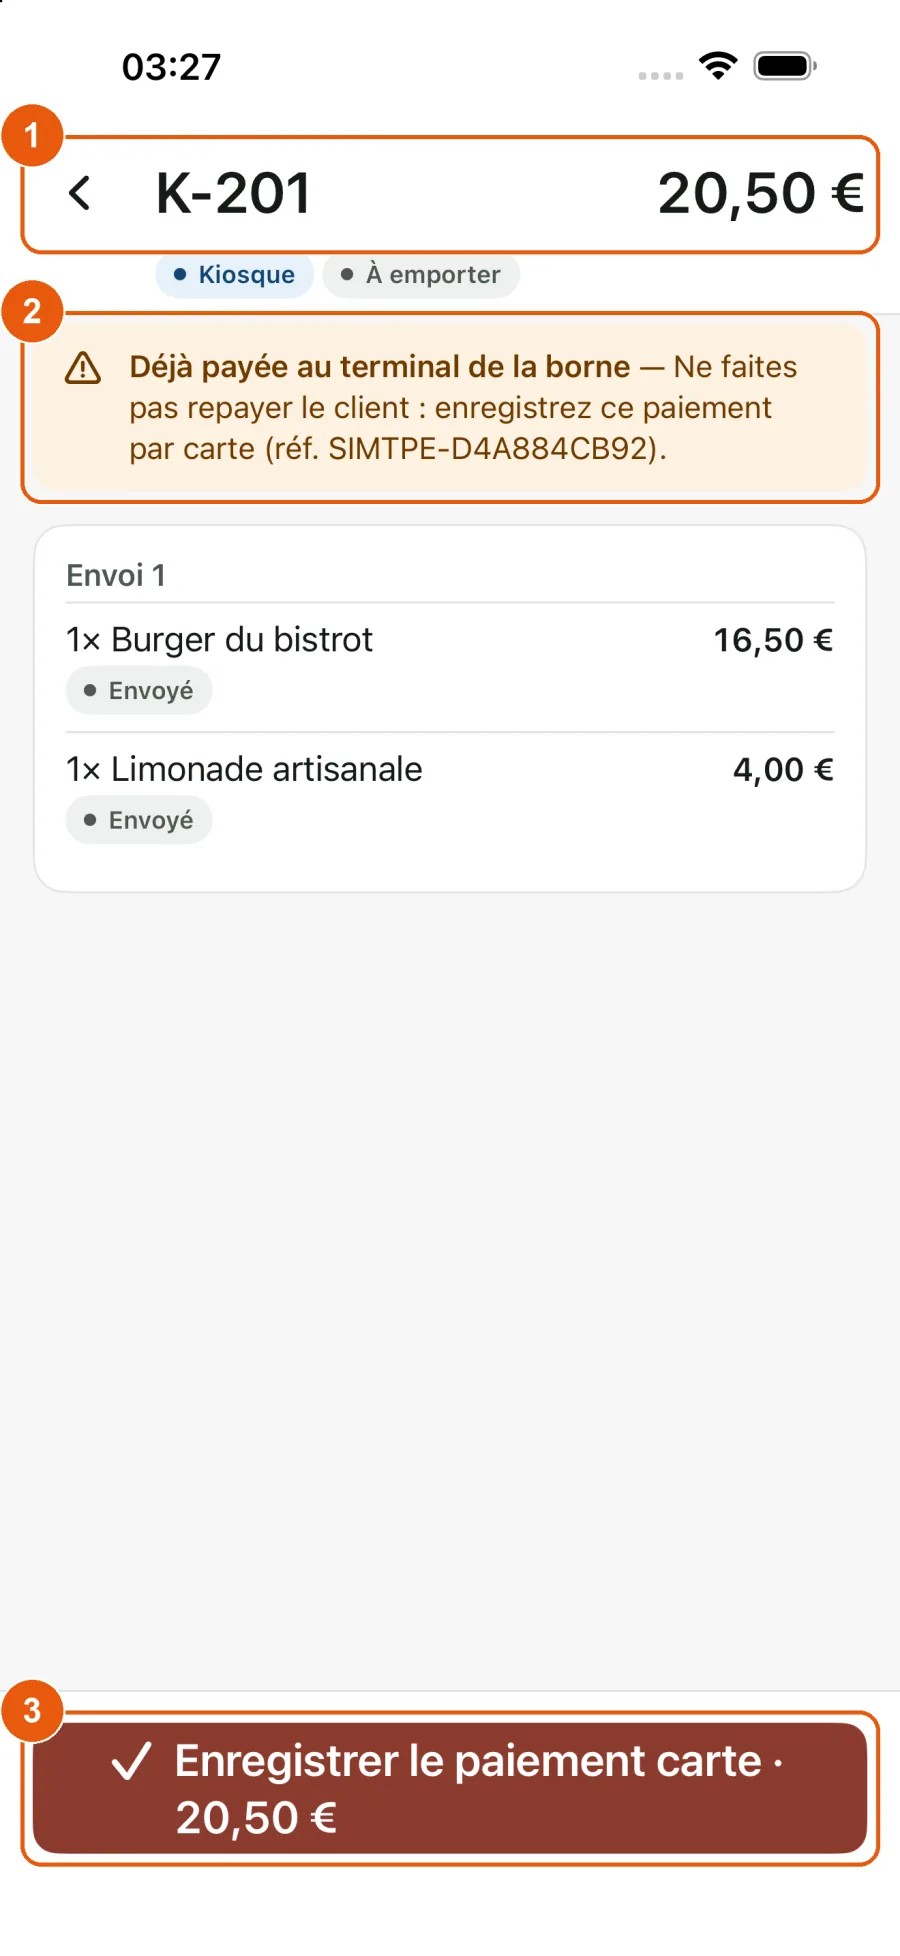 03:27
1
K-201 20,50 €
Kiosque À emporter
2
Déjà payée au terminal de la borne — Ne faites
pas repayer le client : enregistrez ce paiement
par carte (réf. SIMTPE-D4A884CB92).
Envoi 1
1× Burger du bistrot 16,50 €
Envoyé
1× Limonade artisanale 4,00 €
Envoyé
3
Enregistrer le paiement carte ·
20,50 €